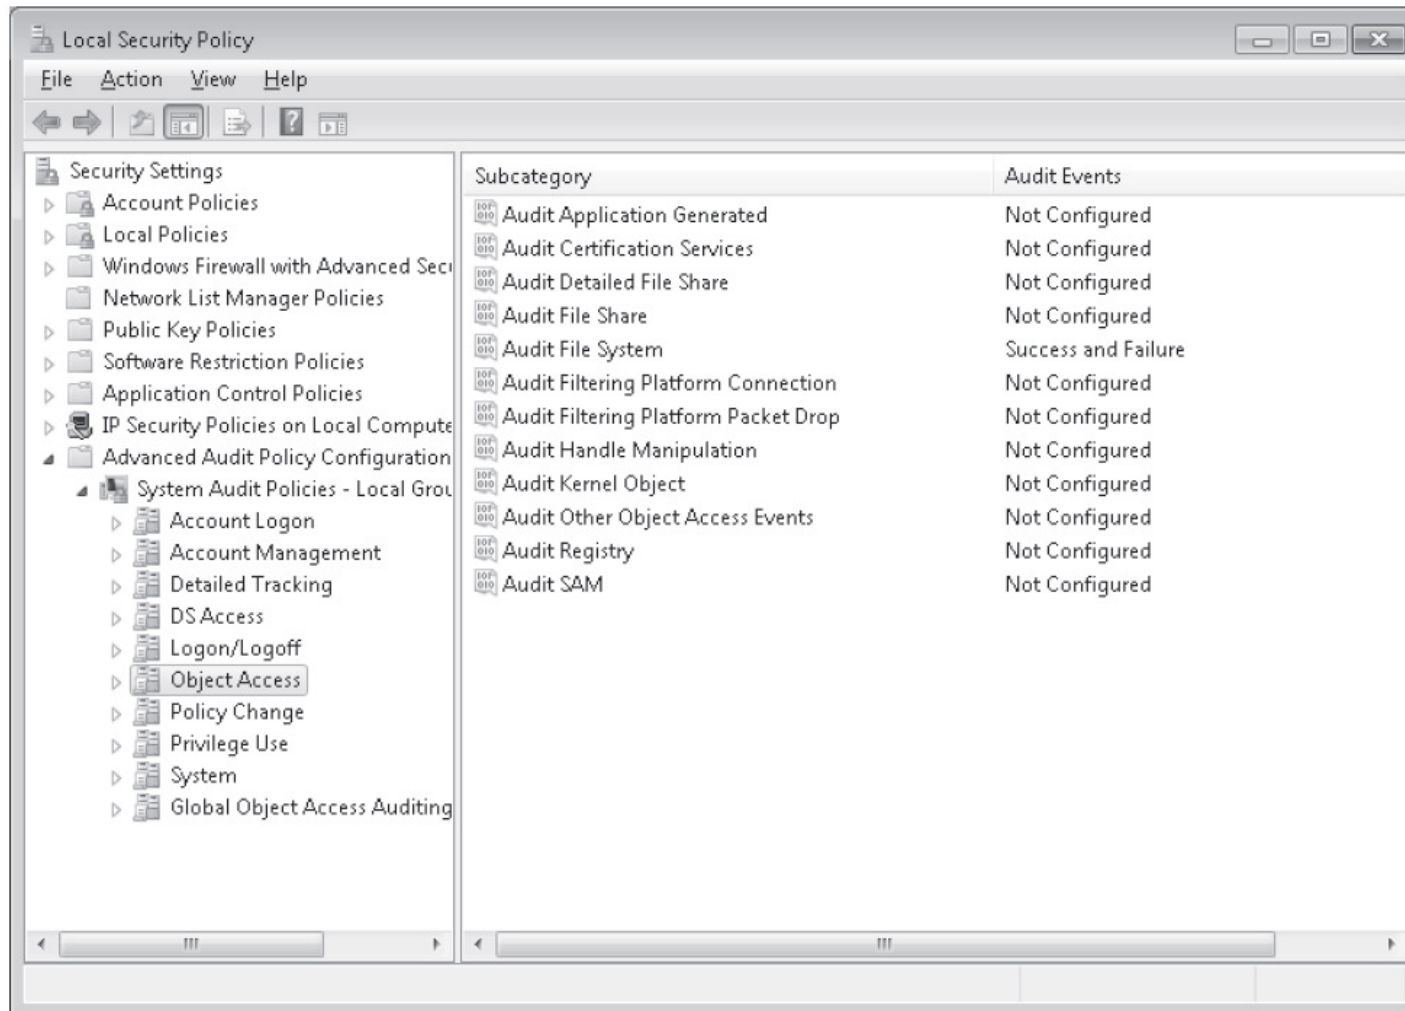 Local Security Policy
File Action View Help
Security Settings
Account Policies
Local Policies
Windows Firewall with Advanced Secu
Network List Manager Policies
Public Key Policies
Software Restriction Policies
Application Control Policies
IP Security Policies on Local Compute
Advanced Audit Policy Configuration
System Audit Policies - Local Grou
Account Logon
Account Management
Detailed Tracking
DS Access
Logon/Logoff
Object Access
Policy Change
Privilege Use
System
Global Object Access Auditing
Subcategory Audit Events
Audit Application Generated Not Configured
Audit Certification Services Not Configured
Audit Detailed File Share Not Configured
Audit File Share Not Configured
Audit File System Success and Failure
Audit Filtering Platform Connection Not Configured
Audit Filtering Platform Packet Drop Not Configured
Audit Handle Manipulation Not Configured
Audit Kernel Object Not Configured
Audit Other Object Access Events Not Configured
Audit Registry Not Configured
Audit SAM Not Configured